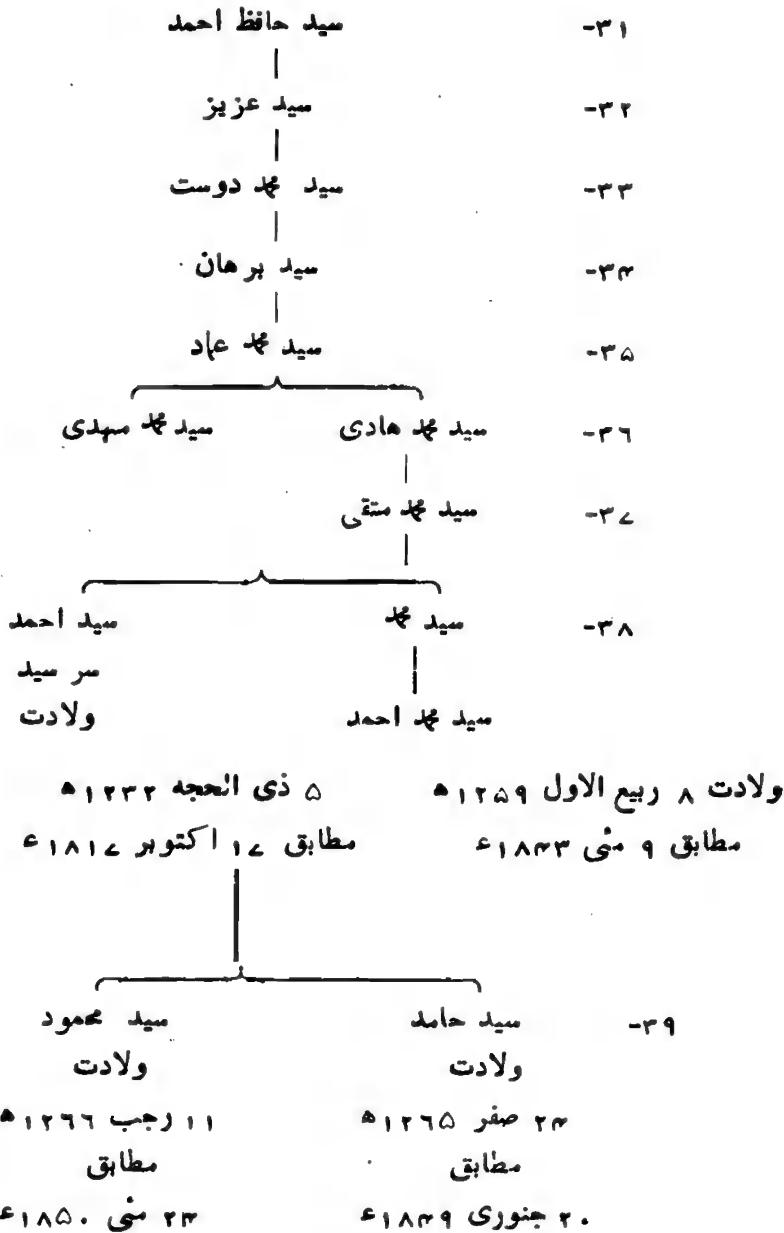 ۳۱- سید حافظ احمد
۳۲- سید عزیز
۳۳- سید محمد دوست
۳۴- سید برهان
۳۵- سید محمد عماد
۳۶- سید محمد هادی سید محمد مهدی
۳۷- سید محمد متقی
۳۸- سید محمد سید احمد
سر سید
سید محمد احمد ولادت
ولادت ۸ ربیع الاول ۱۲۵۹ھ ۵ ذی الحجه ۱۲۳۲ھ
مطابق ۹ مئی ۱۸۴۳ء مطابق ۱۷ اکتوبر ۱۸۱۷ء
۳۹- سید حامد سید محمود
ولادت ولادت
۲۴ صفر ۱۲۶۵ھ ۱۱ رجب ۱۲۶۶ھ
مطابق مطابق
۲۰ جنوری ۱۸۴۹ء ۲۴ مئی ۱۸۵۰ء